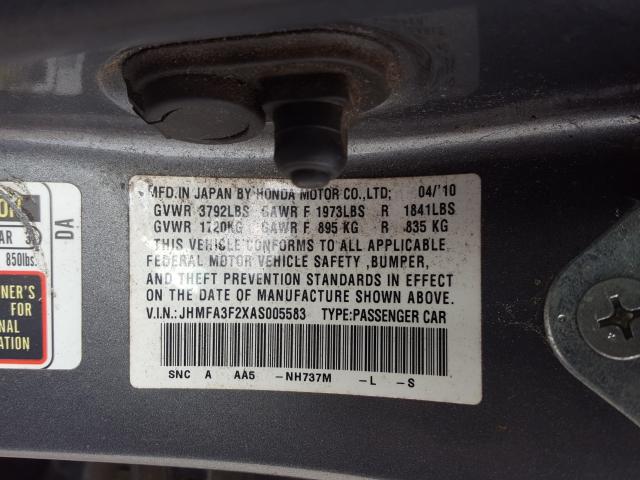 MFD.IN JAPAN BY HONDA MOTOR CO.,LTD; 04/'10
GVWR 3792LBS GAWR F 1973LBS R 1841LBS
GVWR 1720KG GAWR F 895 KG R 835 KG
THIS VEHICLE CONFORMS TO ALL APPLICABLE
FEDERAL MOTOR VEHICLE SAFETY ,BUMPER,
AND THEFT PREVENTION STANDARDS IN EFFECT
ON THE DATE OF MANUFACTURE SHOWN ABOVE.
V.I.N.:JHMFA3F2XAS005583 TYPE:PASSENGER CAR
SNC A AA5 -NH737M -L -S
DA
850lbs.
NER'S
FOR
NAL
ATION